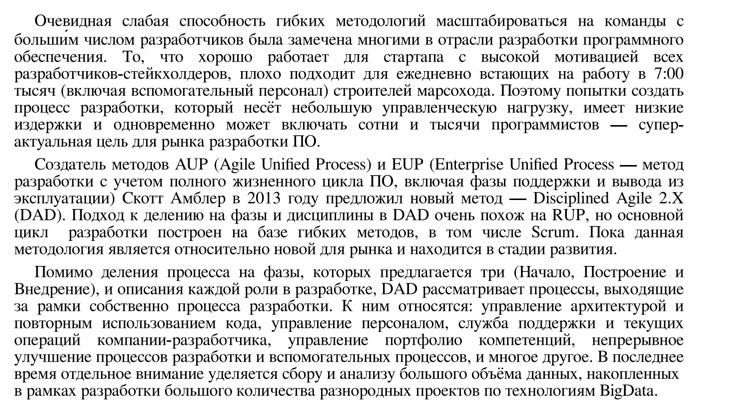 Очевидная слабая способность гибких методологий масштабироваться на команды с
больши́м числом разработчиков была замечена многими в отрасли разработки программного
обеспечения. То, что хорошо работает для стартапа с высокой мотивацией всех
разработчиков-стейкхолдеров, плохо подходит для ежедневно встающих на работу в 7:00
тысяч (включая вспомогательный персонал) строителей марсохода. Поэтому попытки создать
процесс разработки, который несёт небольшую управленческую нагрузку, имеет низкие
издержки и одновременно может включать сотни и тысячи программистов — супер-
актуальная цель для рынка разработки ПО.
Создатель методов AUP (Agile Unified Process) и EUP (Enterprise Unified Process — метод
разработки с учетом полного жизненного цикла ПО, включая фазы поддержки и вывода из
эксплуатации) Скотт Амблер в 2013 году предложил новый метод — Disciplined Agile 2.X
(DAD). Подход к делению на фазы и дисциплины в DAD очень похож на RUP, но основной
цикл разработки построен на базе гибких методов, в том числе Scrum. Пока данная
методология является относительно новой для рынка и находится в стадии развития.
Помимо деления процесса на фазы, которых предлагается три (Начало, Построение и
Внедрение), и описания каждой роли в разработке, DAD рассматривает процессы, выходящие
за рамки собственно процесса разработки. К ним относятся: управление архитектурой и
повторным использованием кода, управление персоналом, служба поддержки и текущих
операций компании-разработчика, управление портфолио компетенций, непрерывное
улучшение процессов разработки и вспомогательных процессов, и многое другое. В последнее
время отдельное внимание уделяется сбору и анализу большого объёма данных, накопленных
в рамках разработки большого количества разнородных проектов по технологиям BigData.